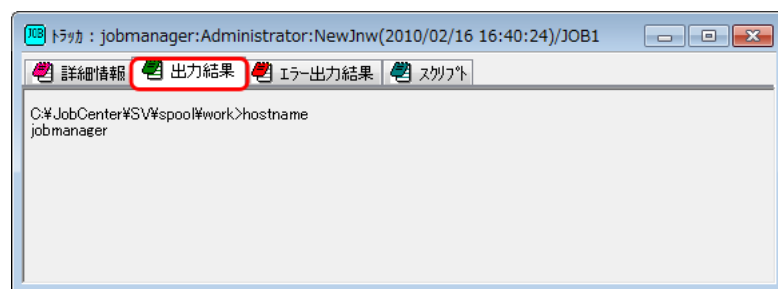 JOB トラッカ : jobmanager:Administrator:NewJnw(2010/02/16 16:40:24)/JOB1
詳細情報 出力結果 エラー出力結果 スクリプト
C:¥JobCenter¥SV¥spool¥work>hostname
jobmanager